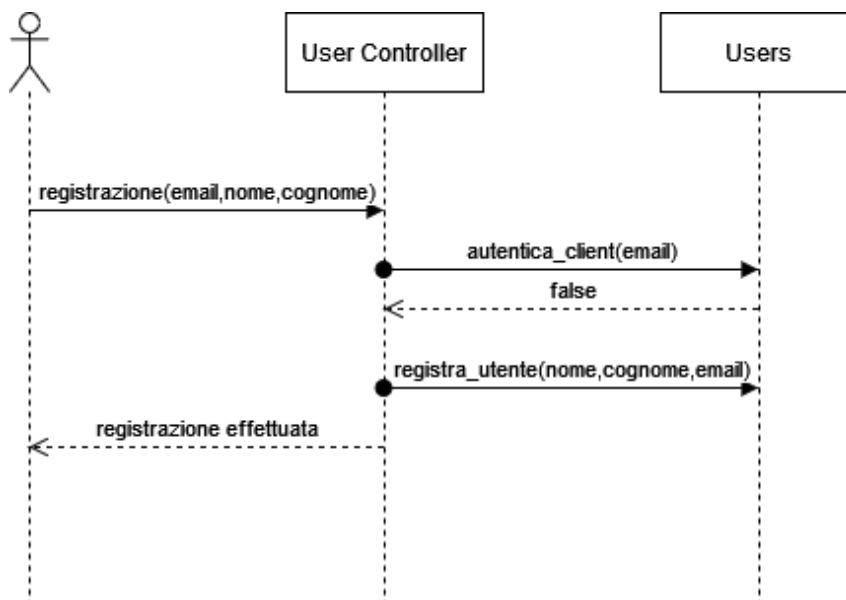 User Controller
Users
registrazione(email,nome,cognome)
autentica_client(email)
false
registra_utente(nome,cognome,email)
registrazione effettuata